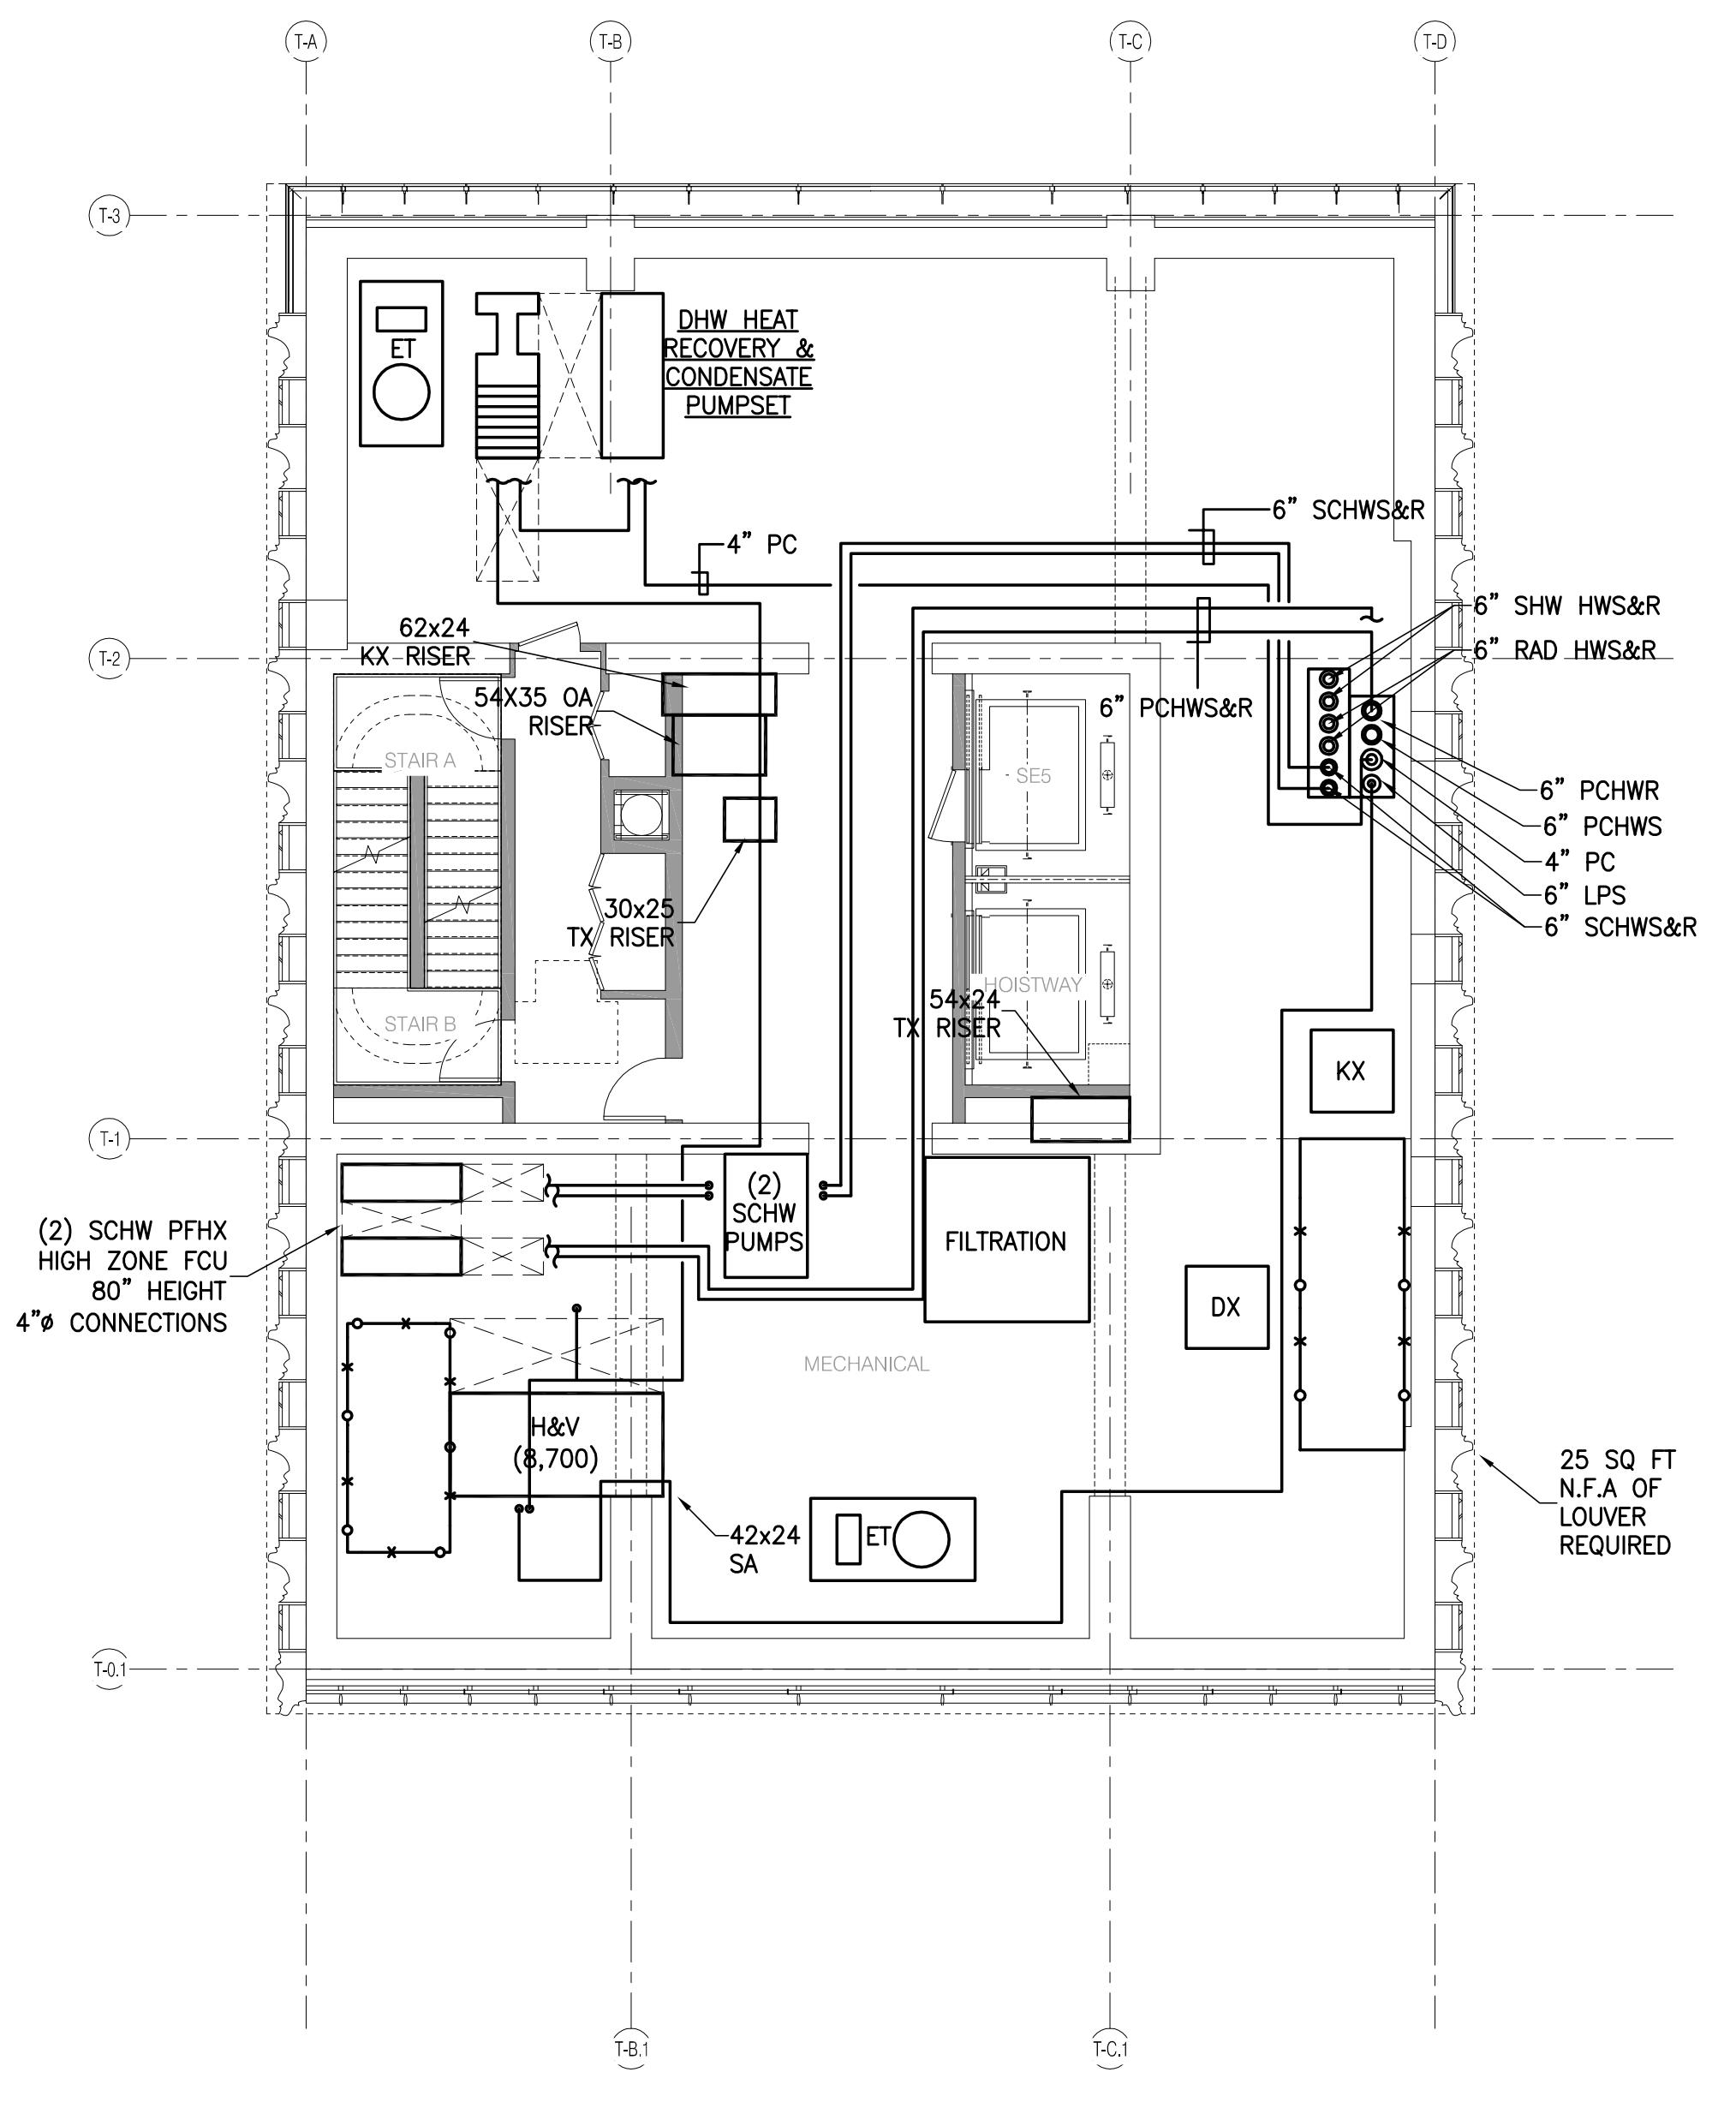 T-A
T-B
T-C
T-D
T-3
ET
DHW HEAT
RECOVERY &
CONDENSATE
PUMPSET
6" SCHWS&R
4" PC
6" SHW HWS&R
62x24
KX RISER
T-2
6" RAD HWS&R
54X35 OA
RISER
6" PCHWS&R
STAIR A
SE5
6" PCHWR
6" PCHWS
4" PC
6" LPS
6" SCHWS&R
30x25
TX RISER
HOISTWAY
54x24
TX RISER
STAIR B
KX
T-1
(2)
SCHW
PUMPS
(2) SCHW PFHX
HIGH ZONE FCU
80" HEIGHT
4"ø CONNECTIONS
FILTRATION
DX
MECHANICAL
H&V
(8,700)
25 SQ FT
N.F.A OF
LOUVER
REQUIRED
42x24
SA
ET
T-0.1
T-B.1
T-C.1